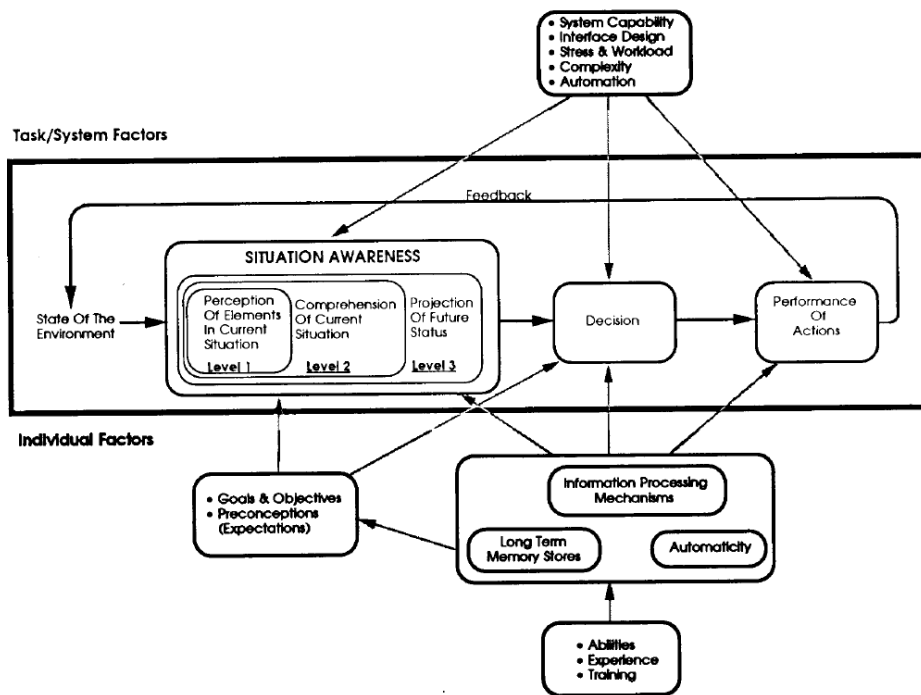 • System Capability
• Interface Design
• Stress & Workload
• Complexity
• Automation
Task/System Factors
Feedback
SITUATION AWARENESS
State Of The
Environment
Perception
Of Elements
In Current
Situation
Level 1
Comprehension
Of Current
Situation
Level 2
Projection
Of Future
Status
Level 3
Decision
Performance
Of
Actions
Individual Factors
• Goals & Objectives
• Preconceptions
(Expectations)
Information Processing
Mechanisms
Long Term
Memory Stores
Automaticity
• Abilities
• Experience
• Training